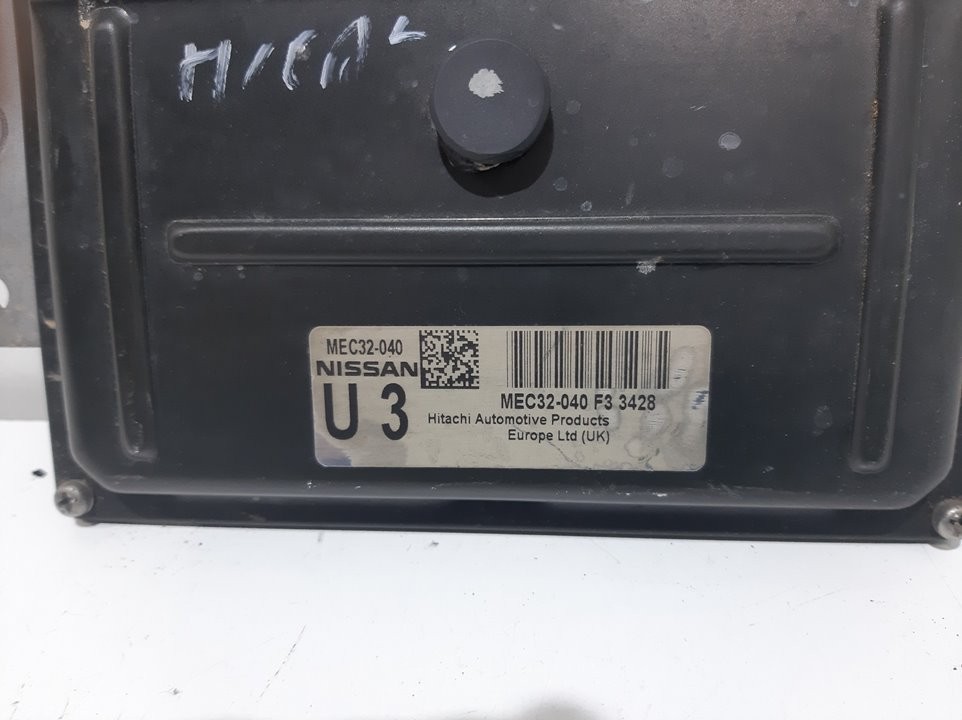 MEC32-040
NISSAN
U 3
MEC32-040 F3 3428
Hitachi Automotive Products
Europe Ltd (UK)